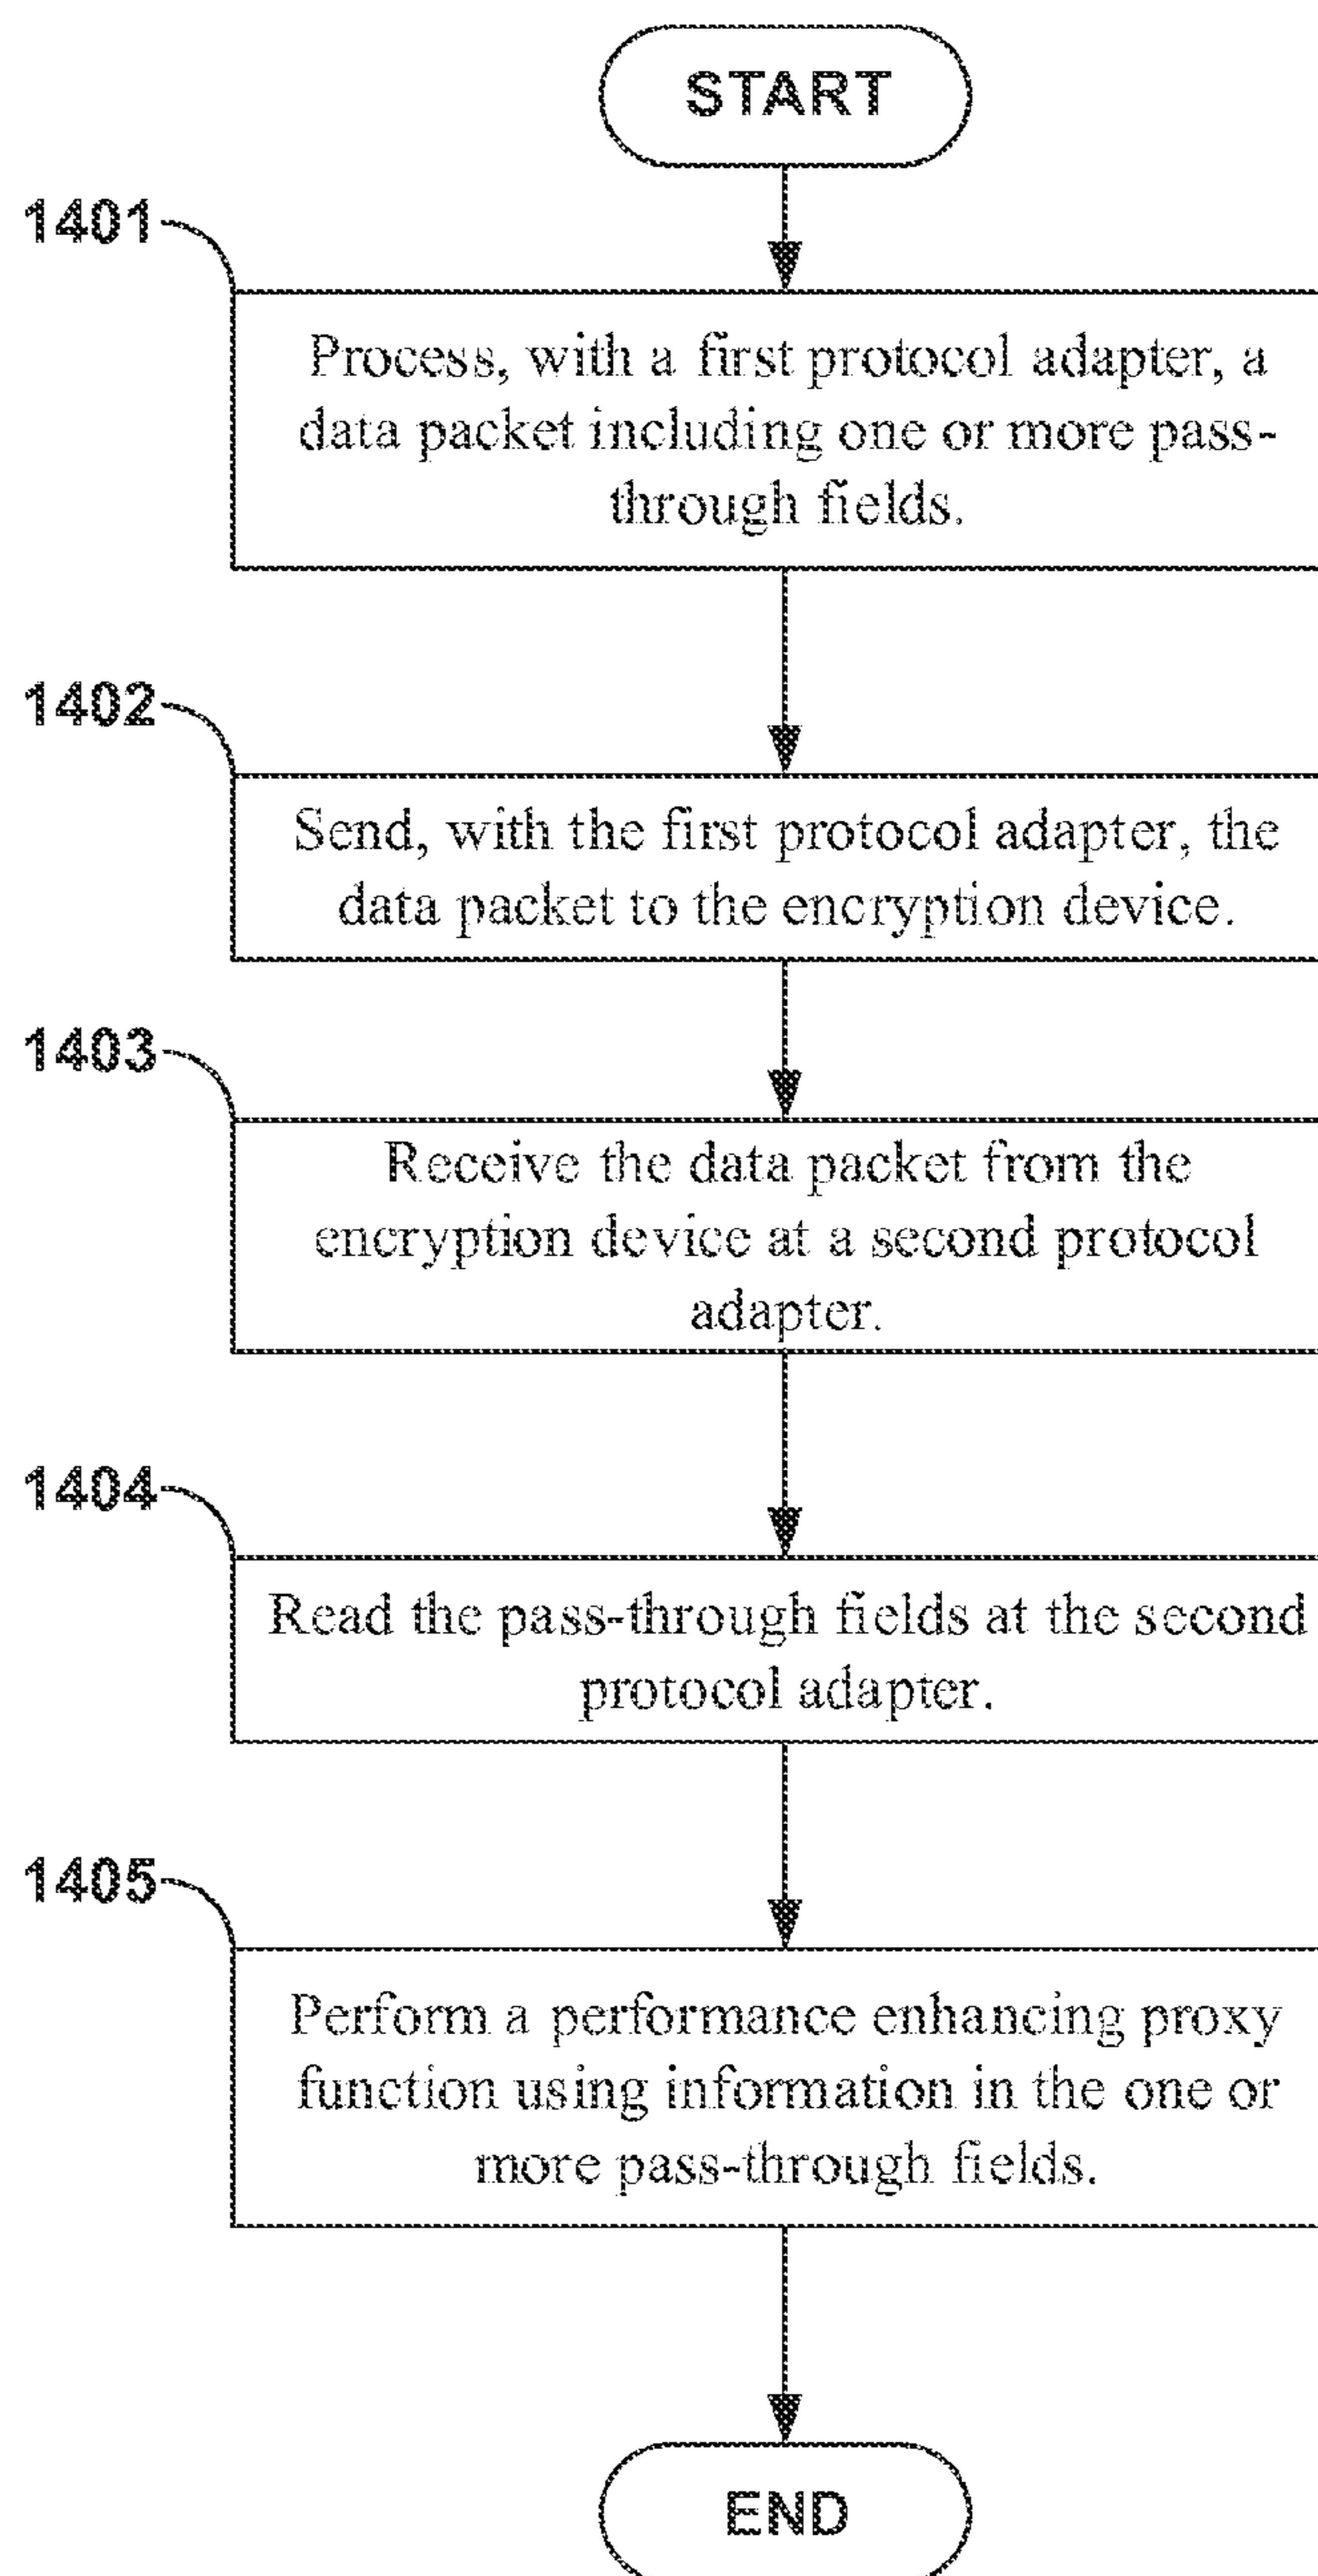 START
1401
Process, with a first protocol adapter, a
data packet including one or more pass-
through fields.
1402
Send, with the first protocol adapter, the
data packet to the encryption device.
1403
Receive the data packet from the
encryption device at a second protocol
adapter.
1404
Read the pass-through fields at the second
protocol adapter.
1405
Perform a performance enhancing proxy
function using information in the one or
more pass-through fields.
END